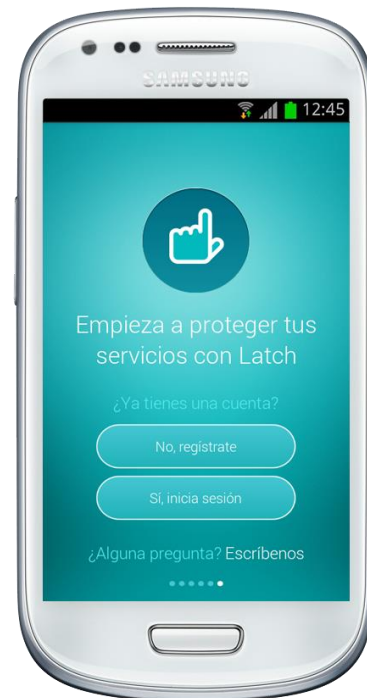 SAMSUNG
12:45
Empieza a proteger tus
servicios con Latch
¿Ya tienes una cuenta?
No, regístrate
Sí, inicia sesión
¿Alguna pregunta? Escríbenos